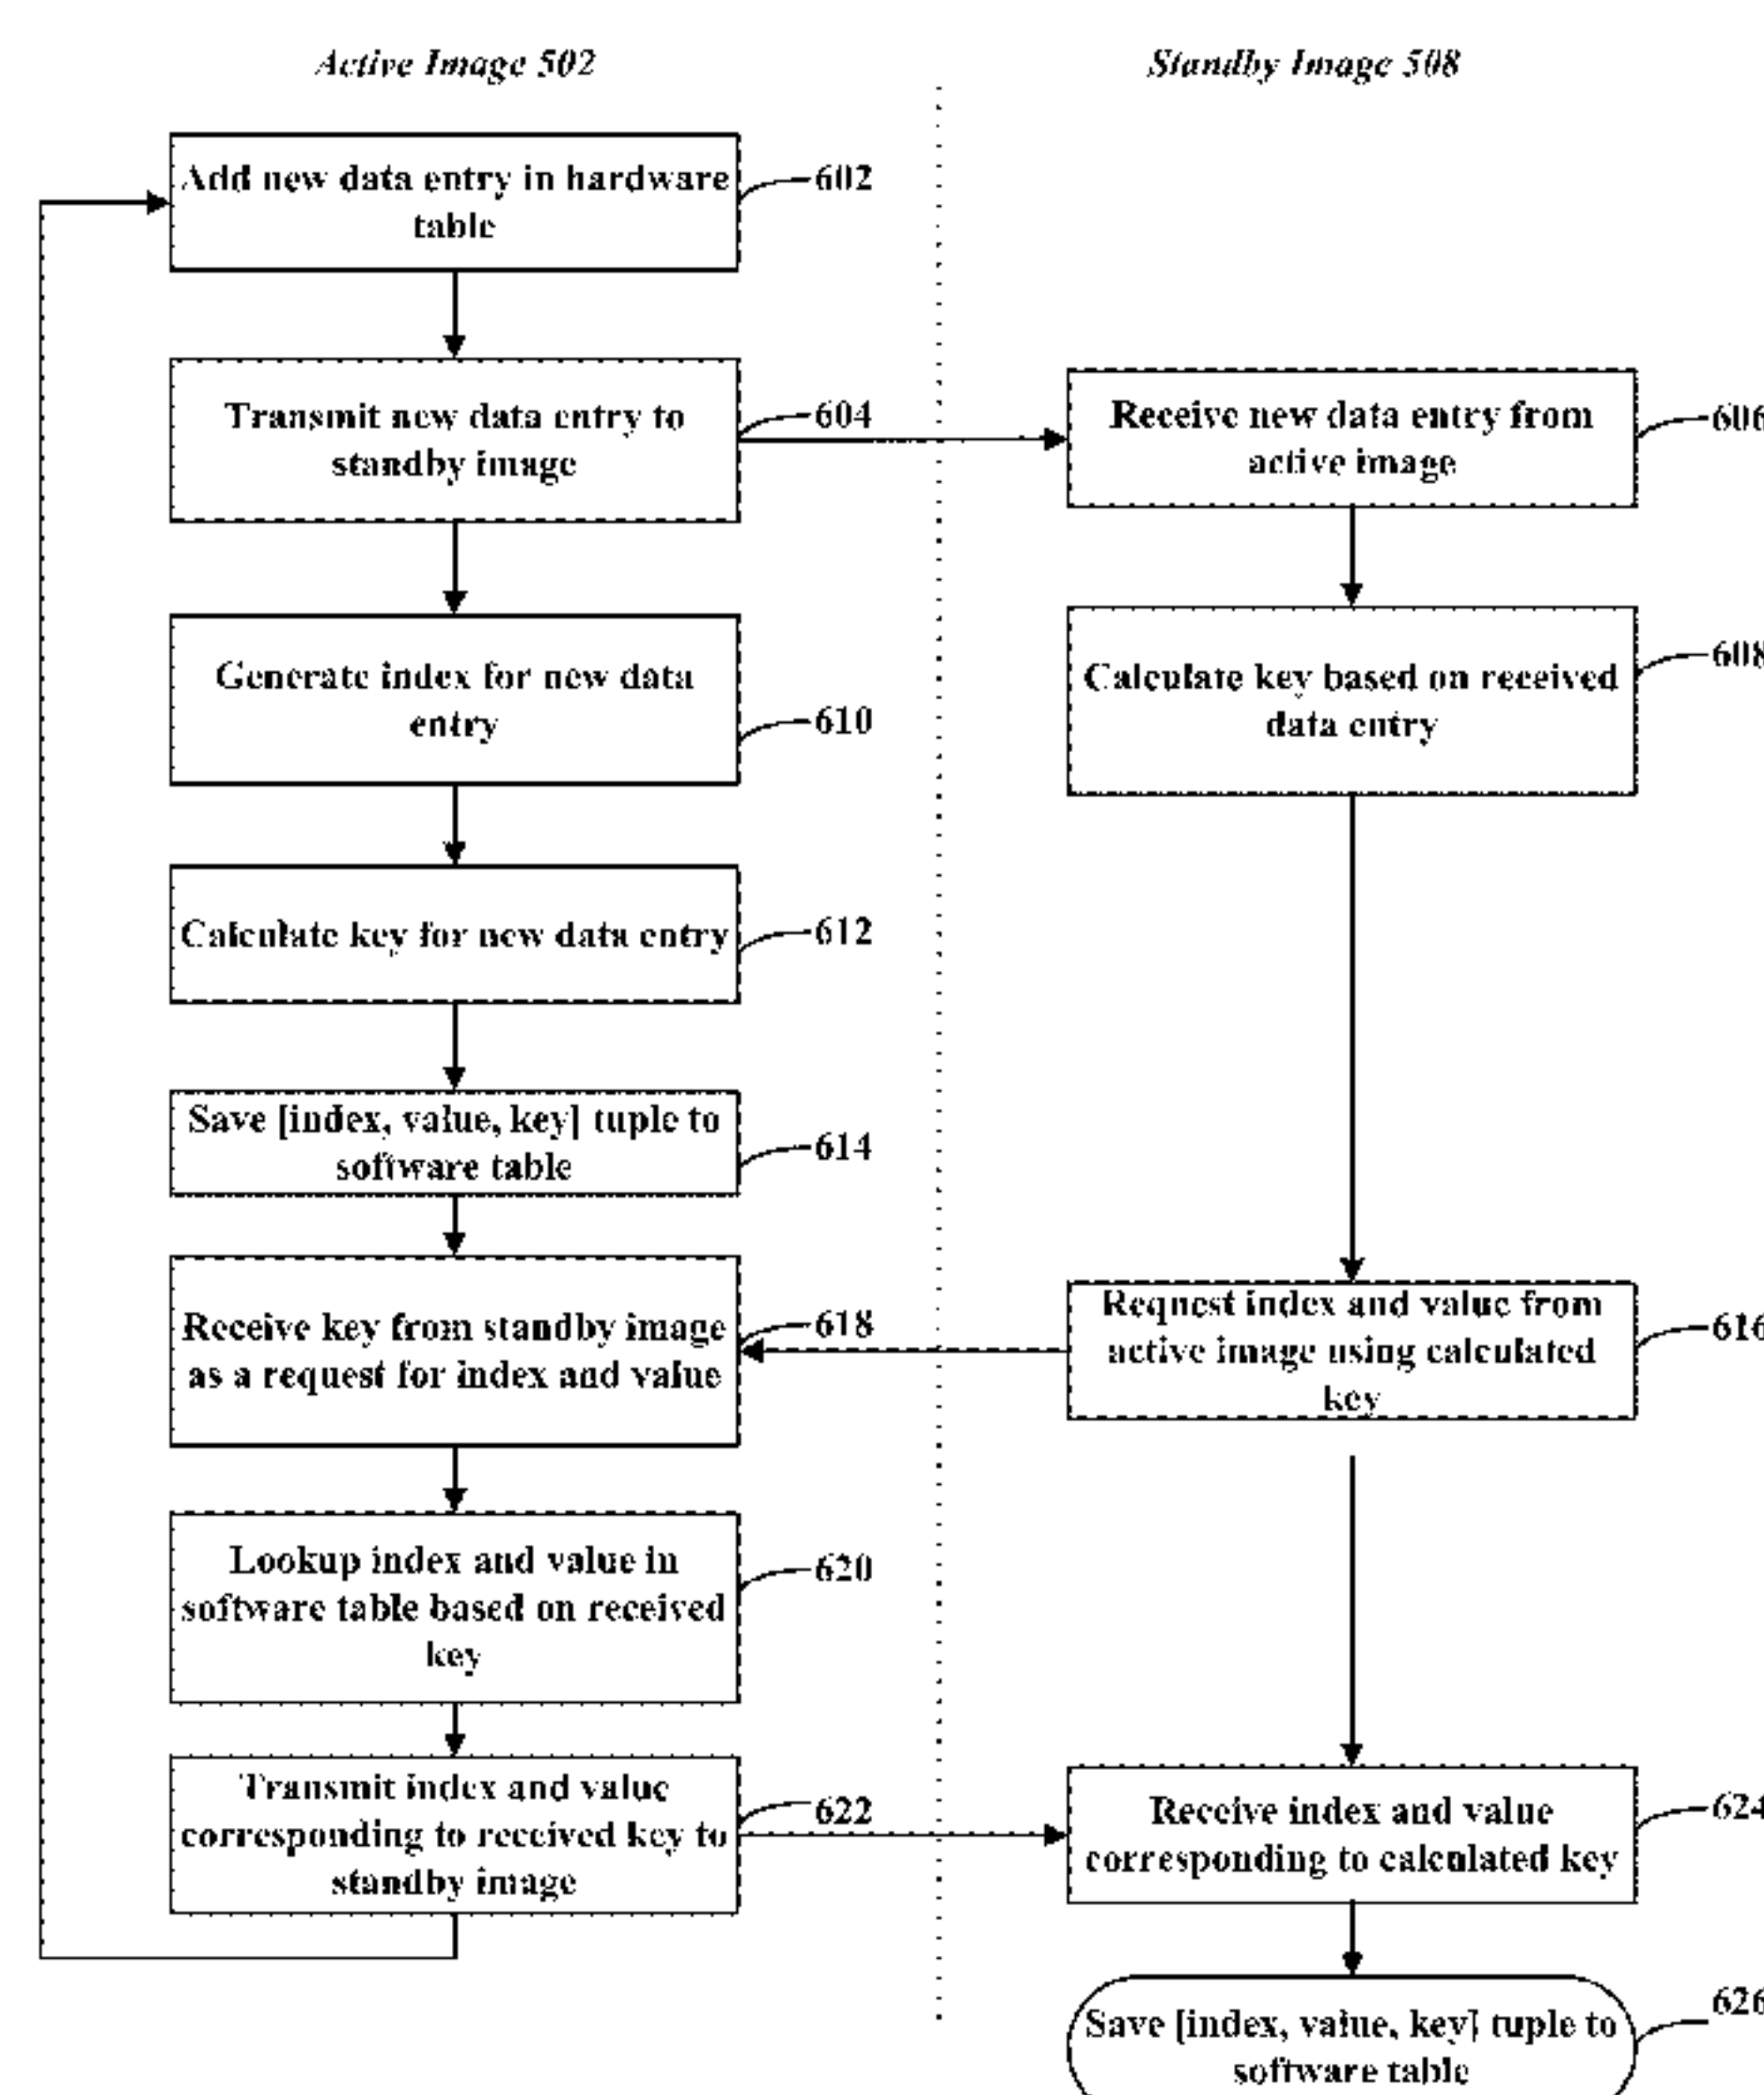 Active Image 502
Standby Image 508
Add new data entry in hardware
table
602
Transmit new data entry to
standby image
604
Receive new data entry from
active image
606
Calculate key based on received
data entry
608
Generate index for new data
entry
610
Calculate key for new data entry
612
Save [index, value, key] tuple to
software table
614
Request index and value from
active image using calculated
key
616
Receive key from standby image
as a request for index and value
618
Lookup index and value in
software table based on received
key
620
Transmit index and value
corresponding to received key to
standby image
622
Receive index and value
corresponding to calculated key
624
Save [index, value, key] tuple to
software table
626